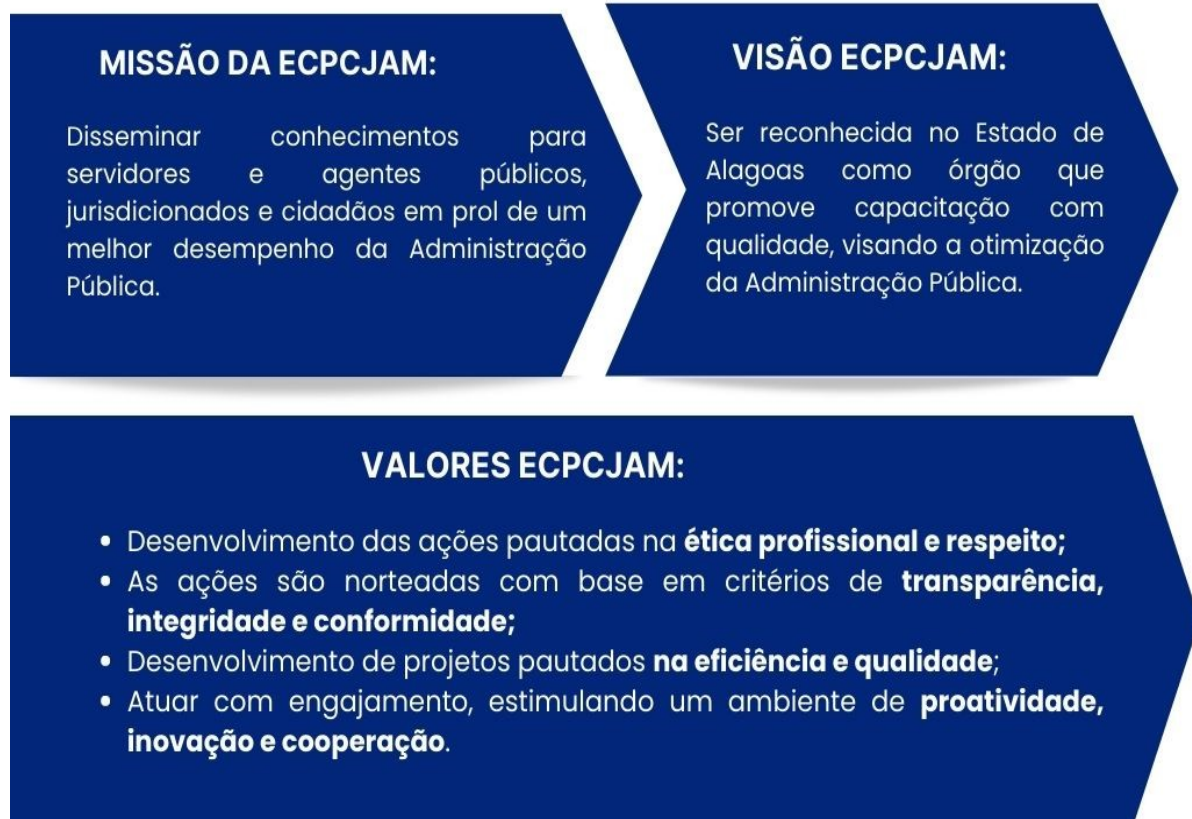 MISSÃO DA ECPCJAM:
Disseminar conhecimentos para
servidores e agentes públicos,
jurisdicionados e cidadãos em prol de um
melhor desempenho da Administração
Pública.
VISÃO ECPCJAM:
Ser reconhecida no Estado de
Alagoas como órgão que
promove capacitação com
qualidade, visando a otimização
da Administração Pública.
VALORES ECPCJAM:
• Desenvolvimento das ações pautadas na ética profissional e respeito;
• As ações são norteadas com base em critérios de transparência,
integridade e conformidade;
• Desenvolvimento de projetos pautados na eficiência e qualidade;
• Atuar com engajamento, estimulando um ambiente de proatividade,
inovação e cooperação.